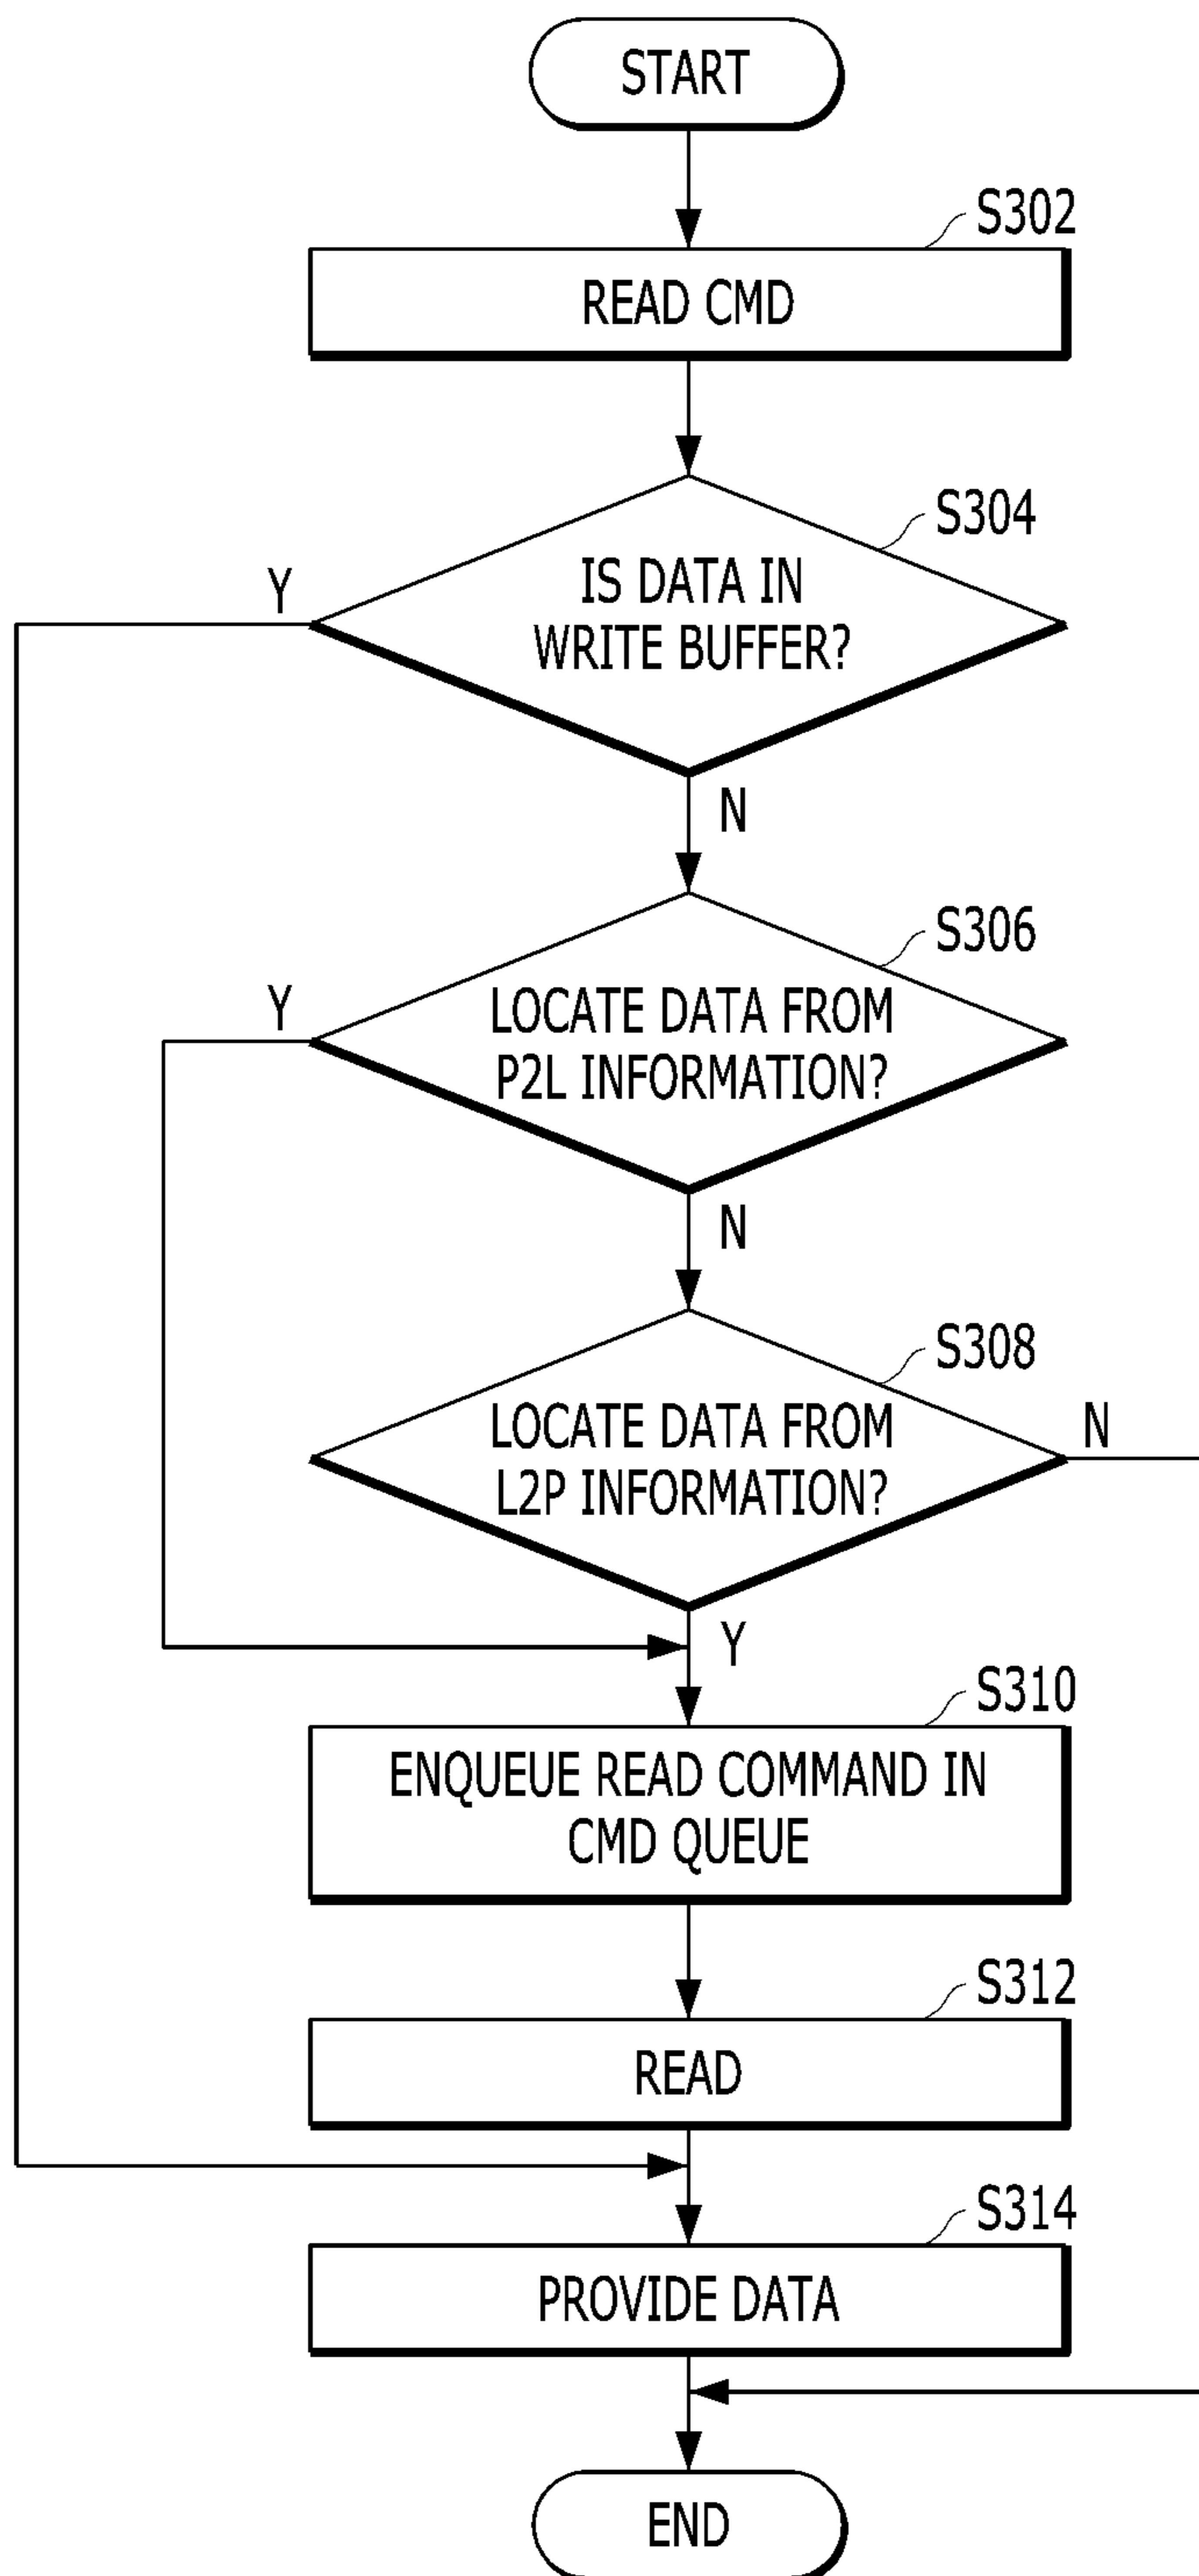 START
S302
READ CMD
S304
Y
IS DATA IN
WRITE BUFFER?
N
S306
Y
LOCATE DATA FROM
P2L INFORMATION?
N
S308
LOCATE DATA FROM
N
L2P INFORMATION?
Y
S310
ENQUEUE READ COMMAND IN
CMD QUEUE
S312
READ
S314
PROVIDE DATA
END